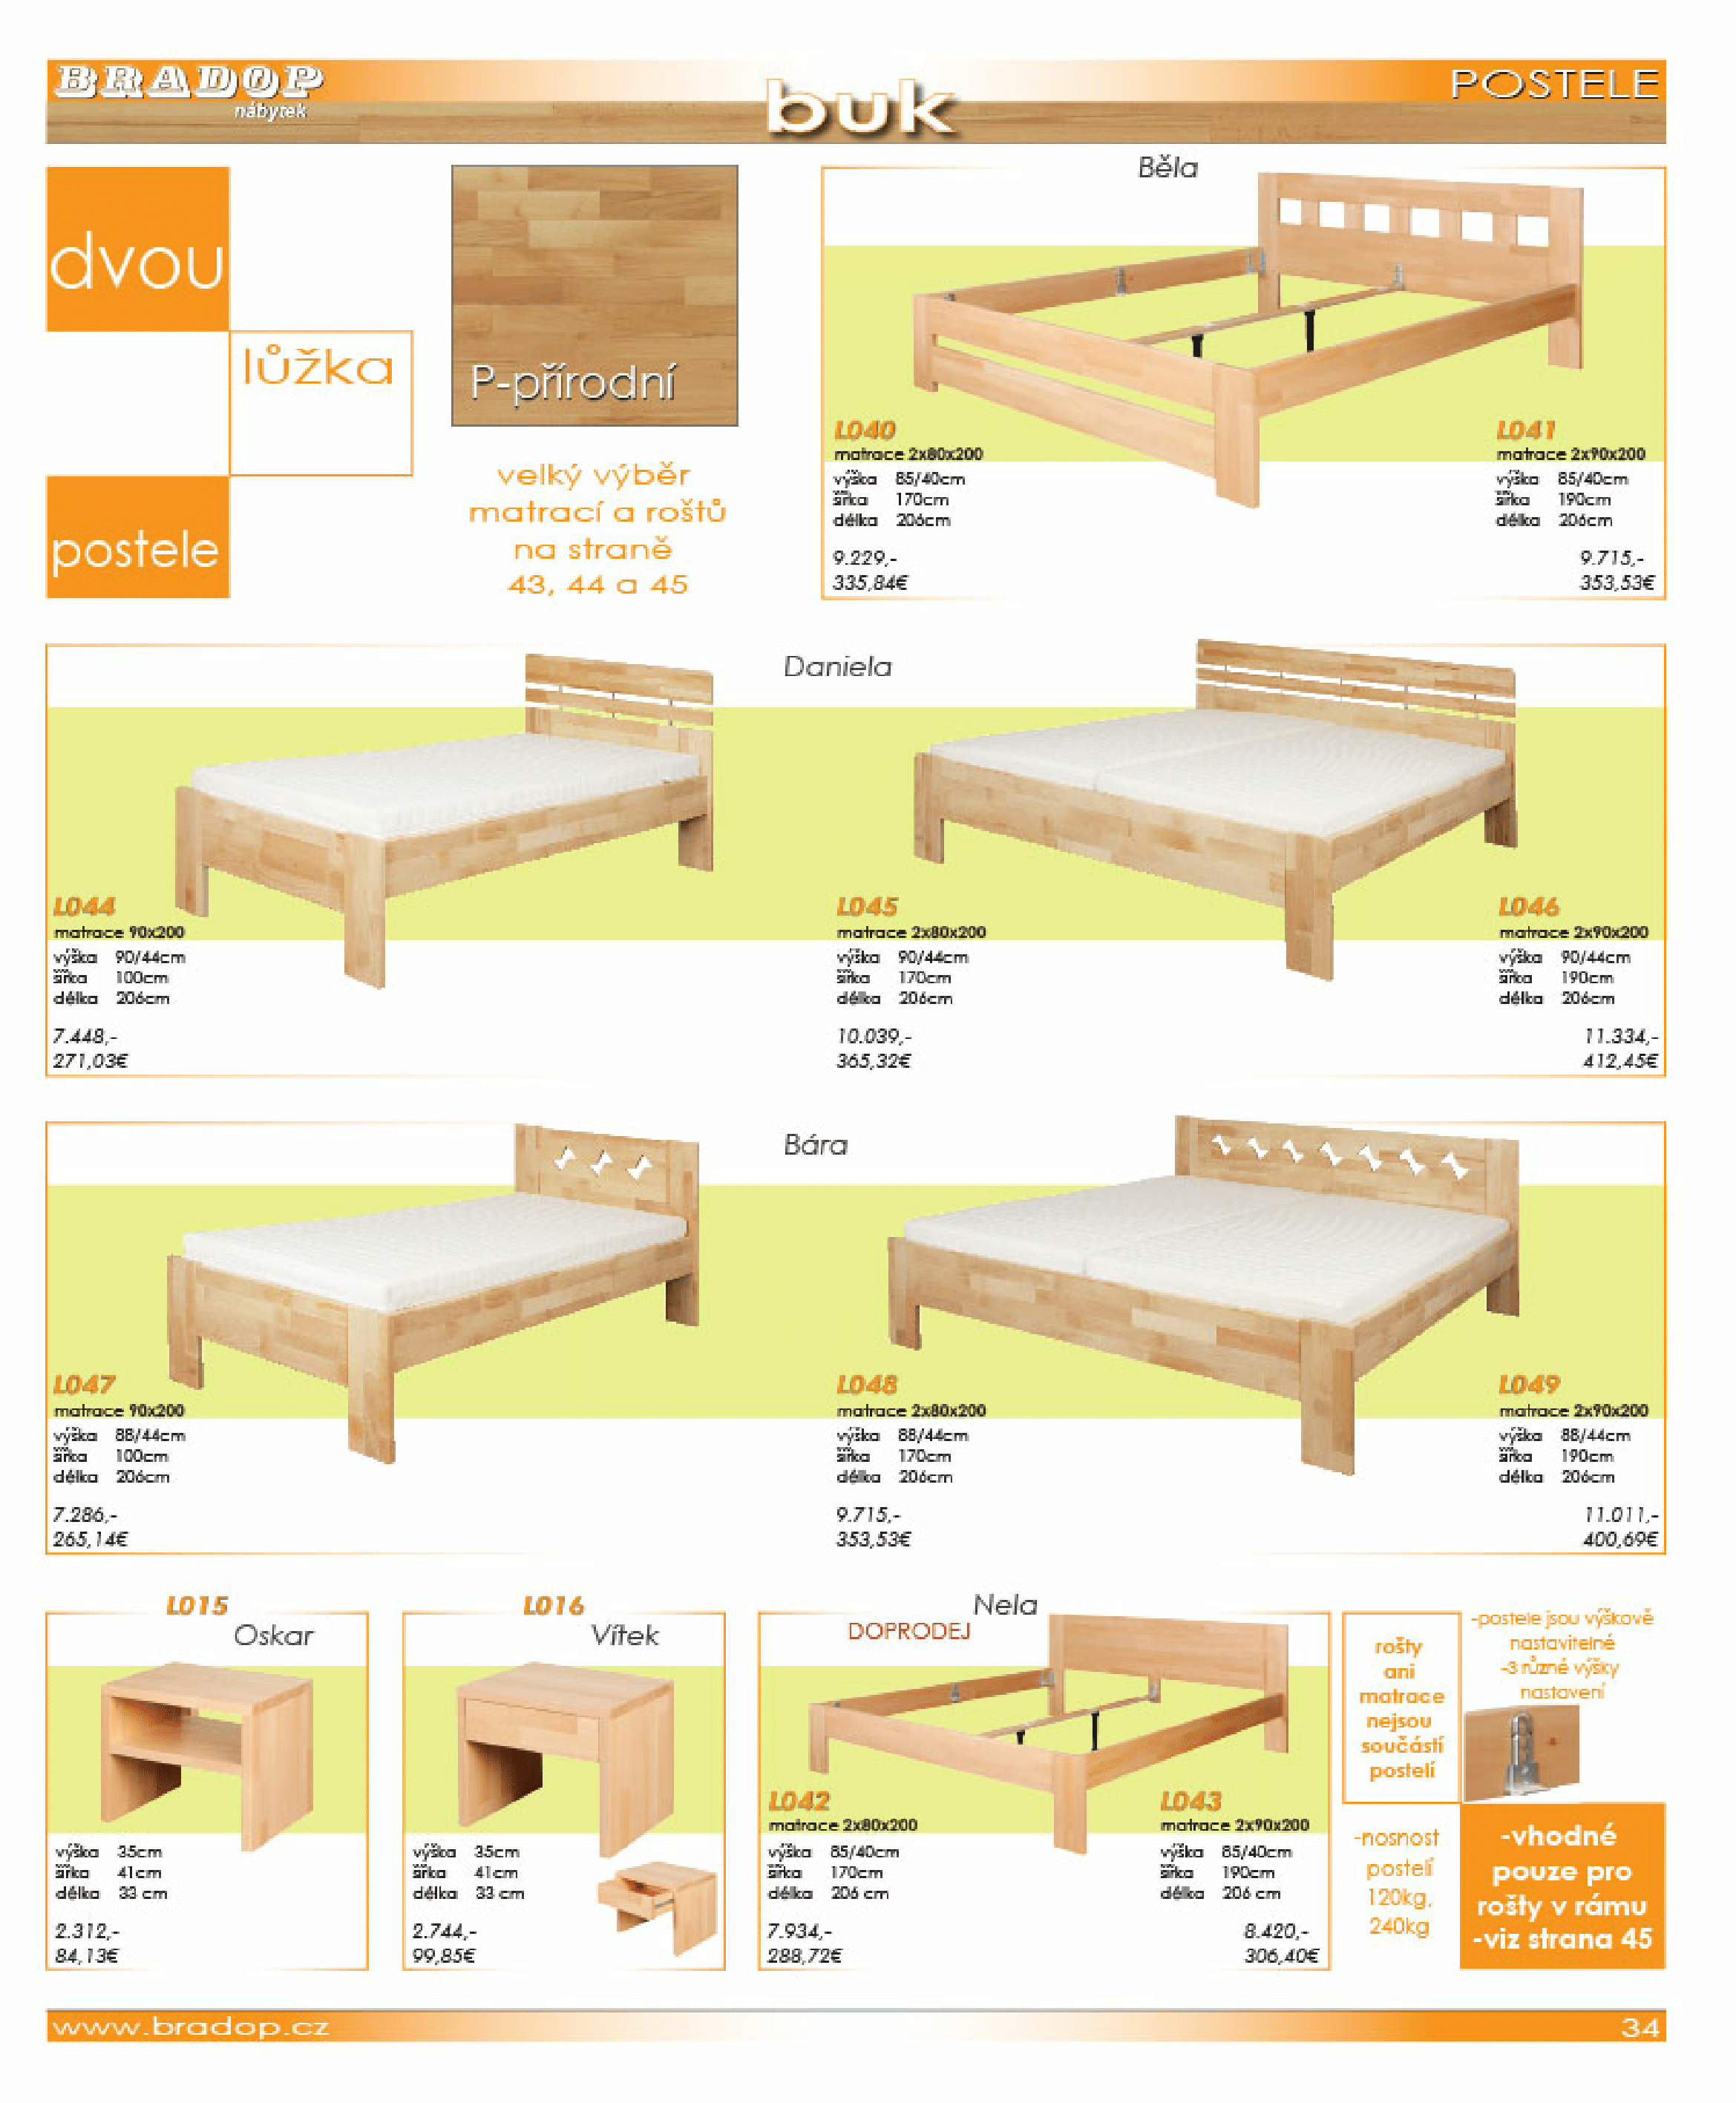 BRADOP
nábytek
buk
POSTELE
dvou
lůžka
postele
P-přírodní
velký výběr
matrací a roštů
na straně
43, 44 a 45
Běla
L040
matrace 2x80x200
výška 85/40cm
šířka 170cm
délka 206cm
9.229,-
335,84€
L041
matrace 2x90x200
výška 85/40cm
šířka 190cm
délka 206cm
9.715,-
353,53€
Daniela
L044
matrace 90x200
výška 90/44cm
šířka 100cm
délka 206cm
7.448,-
271,03€
L045
matrace 2x80x200
výška 90/44cm
šířka 170cm
délka 206cm
10.039,-
365,32€
L046
matrace 2x90x200
výška 90/44cm
šířka 190cm
délka 206cm
11.334,-
412,45€
Bára
L047
matrace 90x200
výška 88/44cm
šířka 100cm
délka 206cm
7.286,-
265,14€
L048
matrace 2x80x200
výška 88/44cm
šířka 170cm
délka 206cm
9.715,-
353,53€
L049
matrace 2x90x200
výška 88/44cm
šířka 190cm
délka 206cm
11.011,-
400,69€
L015
Oskar
výška 35cm
šířka 41cm
délka 33 cm
2.312,-
84,13€
L016
Vítek
výška 35cm
šířka 41cm
délka 33 cm
2.744,-
99,85€
Nela
DOPRODEJ
L042
matrace 2x80x200
výška 85/40cm
šířka 170cm
délka 206 cm
7.934,-
288,72€
L043
matrace 2x90x200
výška 85/40cm
šířka 190cm
délka 206 cm
8.420,-
306,40€
rošty
ani
matrace
nejsou
součástí
postelí
-postele jsou výškově
nastavitelné
-3 různé výšky
nastavení
-nosnost
postelí
120kg,
240kg
-vhodné
pouze pro
rošty v rámu
-viz strana 45
www.bradop.cz
34